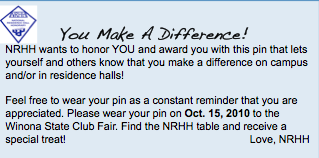 You Make A Difference!
NRHH wants to honor YOU and award you with this pin that lets
yourself and others know that you make a difference on campus
and/or in residence halls!
Feel free to wear your pin as a constant reminder that you are
appreciated. Please wear your pin on Oct. 15, 2010 to the
Winona State Club Fair. Find the NRHH table and receive a
special treat! Love, NRHH